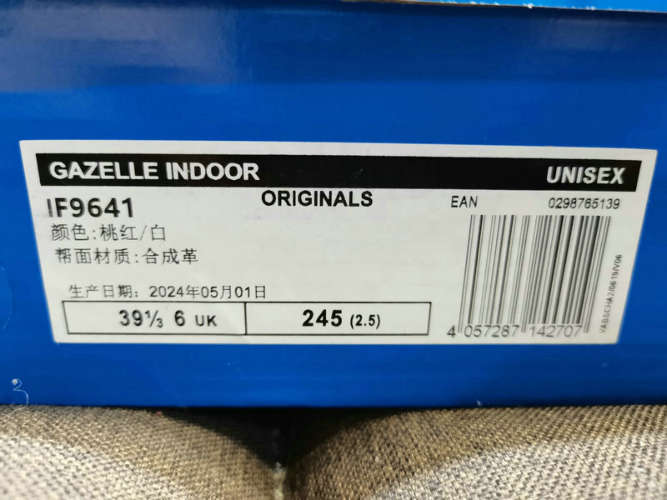 GAZELLE INDOOR UNISEX
ORIGINALS
IF9641 EAN 0298765139
颜色:桃红/白
帮面材质:合成革
生产日期: 2024年05月01日
39⅓ 6 UK 245 (2.5)
4 057287 142707